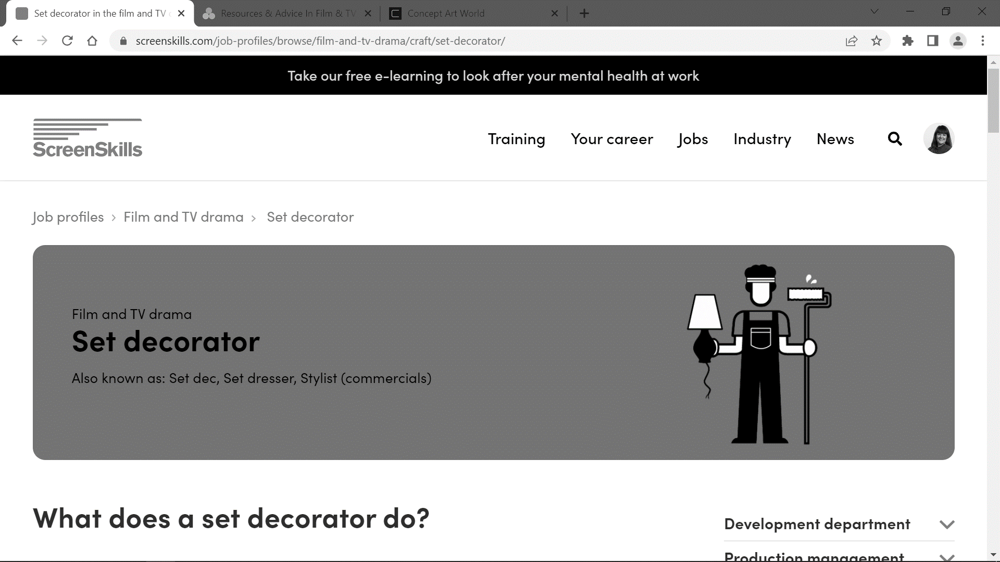 Set decorator in the film and TV
Resources & Advice In Film & TV
Concept Art World
screenskills.com/job-profiles/browse/film-and-tv-drama/craft/set-decorator/
Take our free e-learning to look after your mental health at work
ScreenSkills
Training
Your career
Jobs
Industry
News
Job profiles > Film and TV drama > Set decorator
Film and TV drama
Set decorator
Also known as: Set dec, Set dresser, Stylist (commercials)
What does a set decorator do?
Development department
Production management